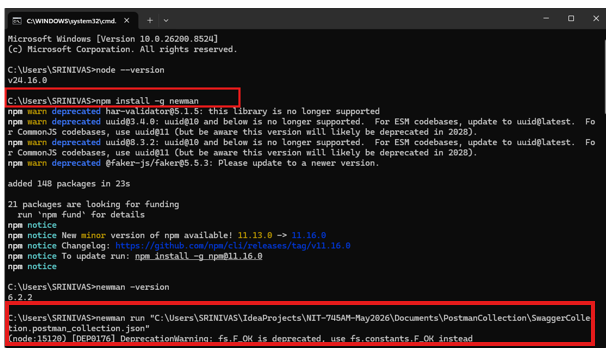 C:\WINDOWS\system32\cmd.
Microsoft Windows [Version 10.0.26200.8524]
(c) Microsoft Corporation. All rights reserved.
C:\Users\SRINIVAS>node --version
v24.16.0
C:\Users\SRINIVAS>npm install -g newman
npm warn deprecated har-validator@5.1.5: this library is no longer supported
npm warn deprecated uuid@3.4.0: uuid@10 and below is no longer supported.  For ESM codebases, update to uuid@latest.  Fo
r CommonJS codebases, use uuid@11 (but be aware this version will likely be deprecated in 2028).
npm warn deprecated uuid@8.3.2: uuid@10 and below is no longer supported.  For ESM codebases, update to uuid@latest.  Fo
r CommonJS codebases, use uuid@11 (but be aware this version will likely be deprecated in 2028).
npm warn deprecated @faker-js/faker@5.5.3: Please update to a newer version.
added 148 packages in 23s
21 packages are looking for funding
  run `npm fund` for details
npm notice
npm notice New minor version of npm available! 11.13.0 -> 11.16.0
npm notice Changelog: https://github.com/npm/cli/releases/tag/v11.16.0
npm notice To update run: npm install -g npm@11.16.0
npm notice
C:\Users\SRINIVAS>newman -version
6.2.2
C:\Users\SRINIVAS>newman run "C:\Users\SRINIVAS\IdeaProjects\NIT-745AM-May2026\Documents\PostmanCollection\SwaggerColle
tion.postman_collection.json"
(node:15120) [DEP0176] DeprecationWarning: fs.F_OK is deprecated, use fs.constants.F_OK instead